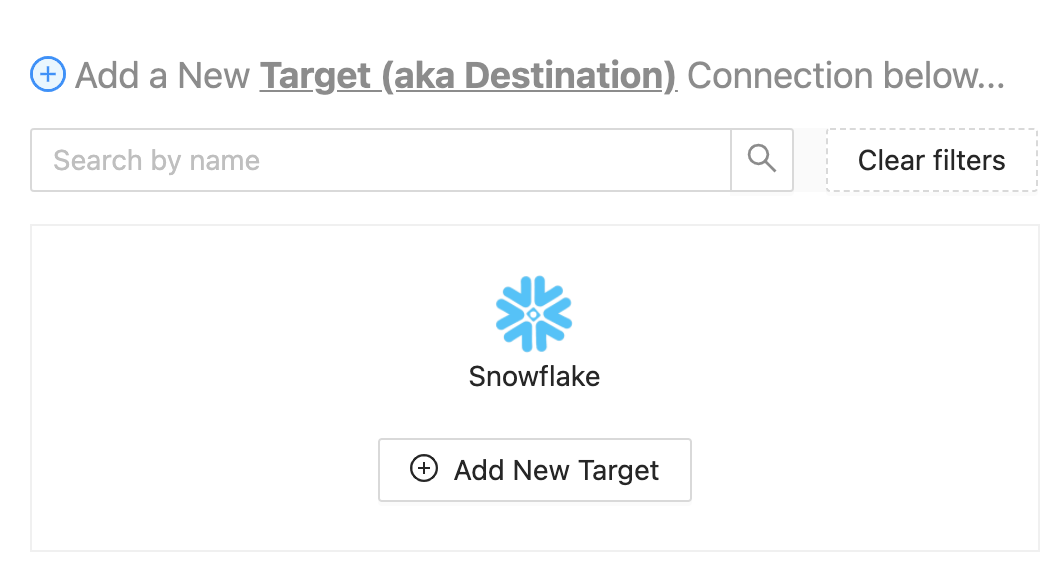 Add a New Target (aka Destination) Connection below...
Search by name
Clear filters
Snowflake
Add New Target